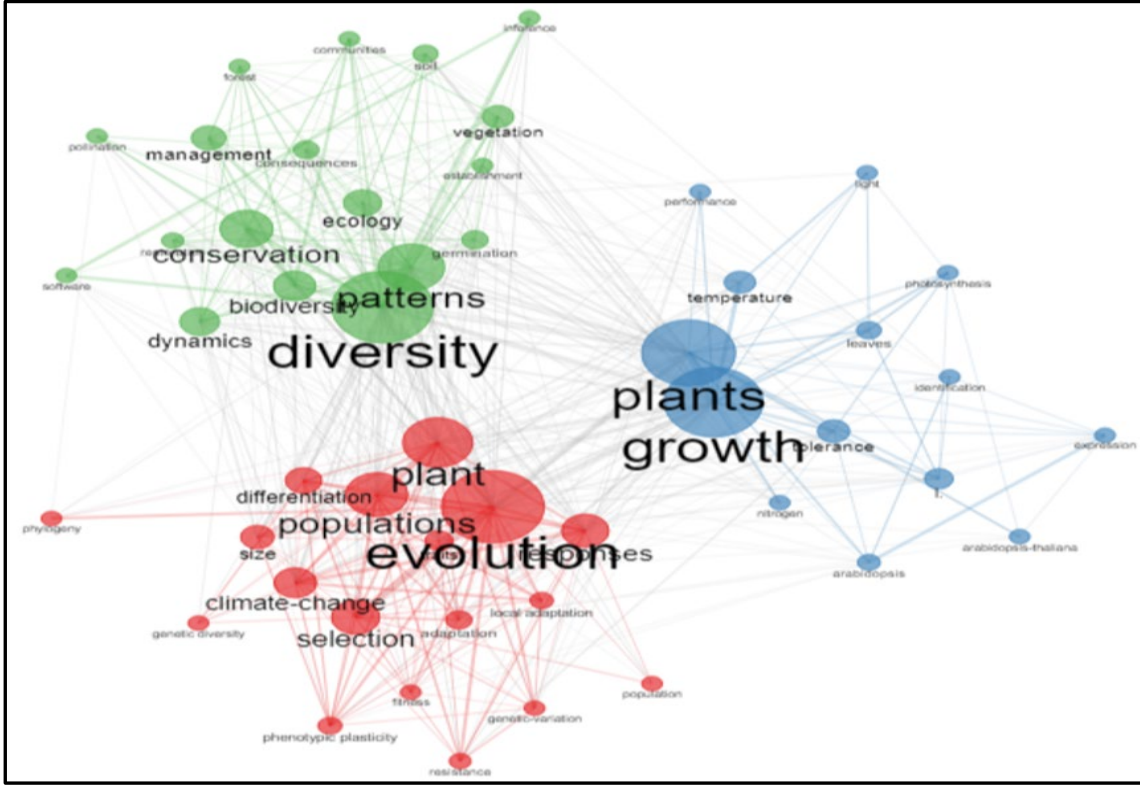 inference
communities
soil
forest
vegetation
pollination
management
consequences
establishment
light
performance
ecology
conservation
germination
software
photosynthesis
biodiversity
patterns
temperature
dynamics
leaves
diversity
identification
plants
growth
tolerance
expression
plant
differentiation
populations
nitrogen
phylogeny
size
evolution
responses
arabidopsis-thaliana
arabidopsis
climate-change
local adaptation
genetic diversity
selection
adaptation
population
fitness
genetic-variation
phenotypic plasticity
resistance